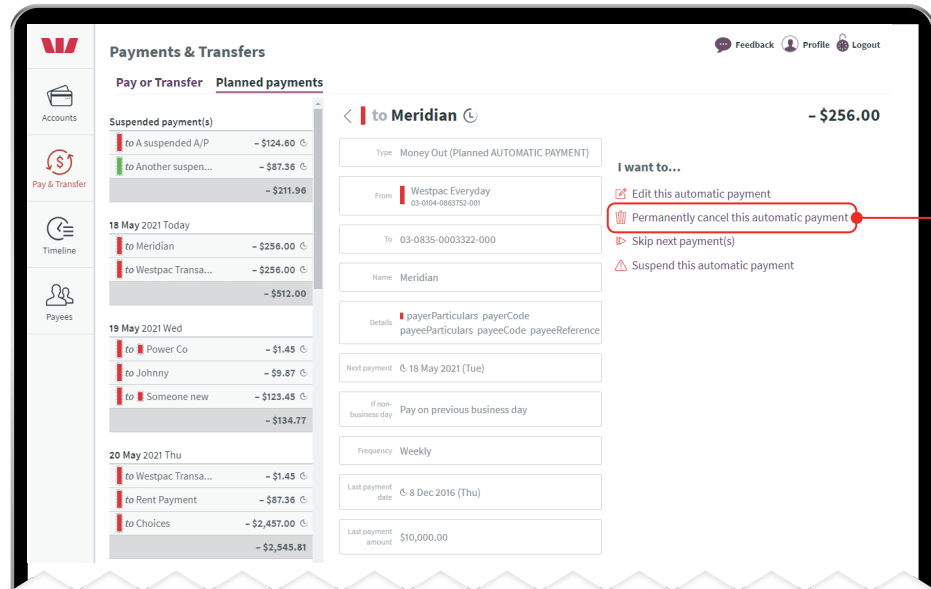 Payments & Transfers
Feedback Profile Logout
Pay or Transfer Planned payments
Accounts
Pay & Transfer
Timeline
Payees
Suspended payment(s)
to A suspended A/P – $124.60
to Another suspen... – $87.36
– $211.96
18 May 2021 Today
to Meridian – $256.00
to Westpac Transa... – $256.00
– $512.00
19 May 2021 Wed
to Power Co – $1.45
to Johnny – $9.87
to Someone new – $123.45
– $134.77
20 May 2021 Thu
to Westpac Transa... – $1.45
to Rent Payment – $87.36
to Choices – $2,457.00
– $2,545.81
to Meridian – $256.00
Type Money Out (Planned AUTOMATIC PAYMENT)
From Westpac Everyday
03-0104-0863752-001
To 03-0835-0003322-000
Name Meridian
Details payerParticulars payerCode
payeeParticulars payeeCode payeeReference
Next payment 18 May 2021 (Tue)
If non-
business day Pay on previous business day
Frequency Weekly
Last payment
date 8 Dec 2016 (Thu)
Last payment
amount $10,000.00
I want to...
Edit this automatic payment
Permanently cancel this automatic payment
Skip next payment(s)
Suspend this automatic payment